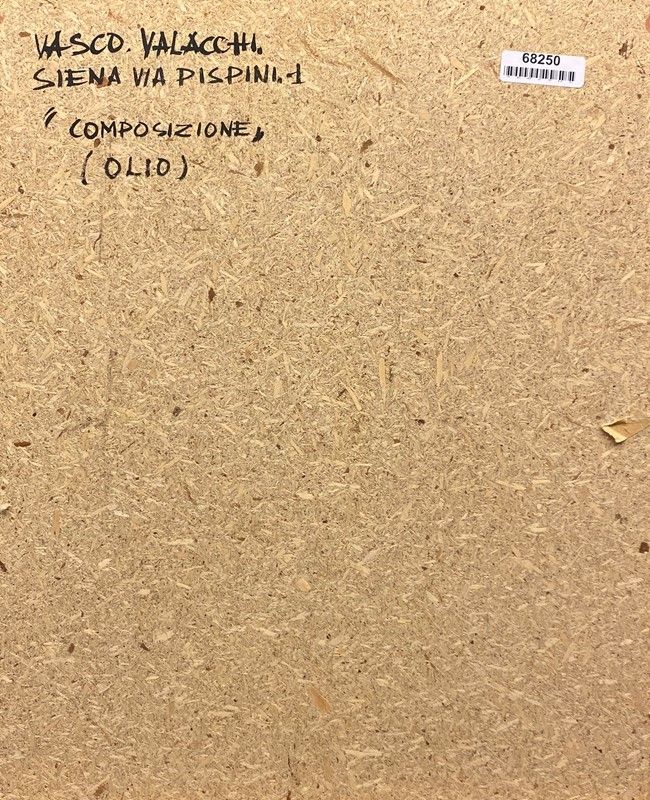 VASCO. VALACCHI.
SIENA VIA PISPINI. 1
" COMPOSIZIONE "
( OLIO )
68250